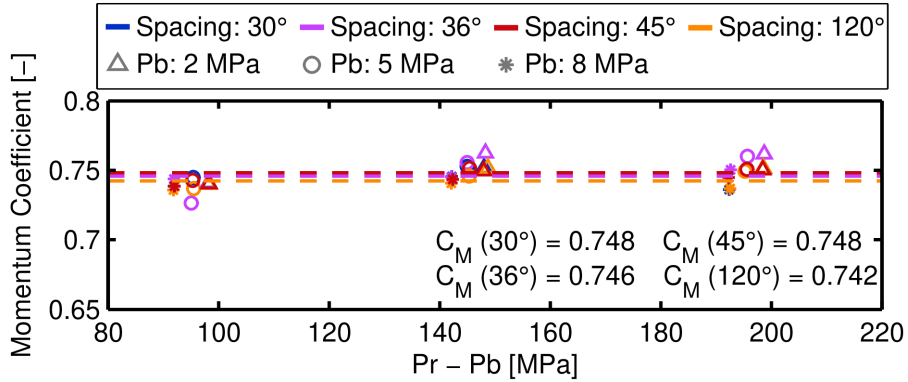 Spacing: 30° Spacing: 36° Spacing: 45° Spacing: 120°
Pb: 2 MPa Pb: 5 MPa Pb: 8 MPa
Momentum Coefficient [−]
0.8
0.75
0.7
0.65
C_M (30°) = 0.748 C_M (45°) = 0.748
C_M (36°) = 0.746 C_M (120°) = 0.742
80 100 120 140 160 180 200 220
Pr − Pb [MPa]